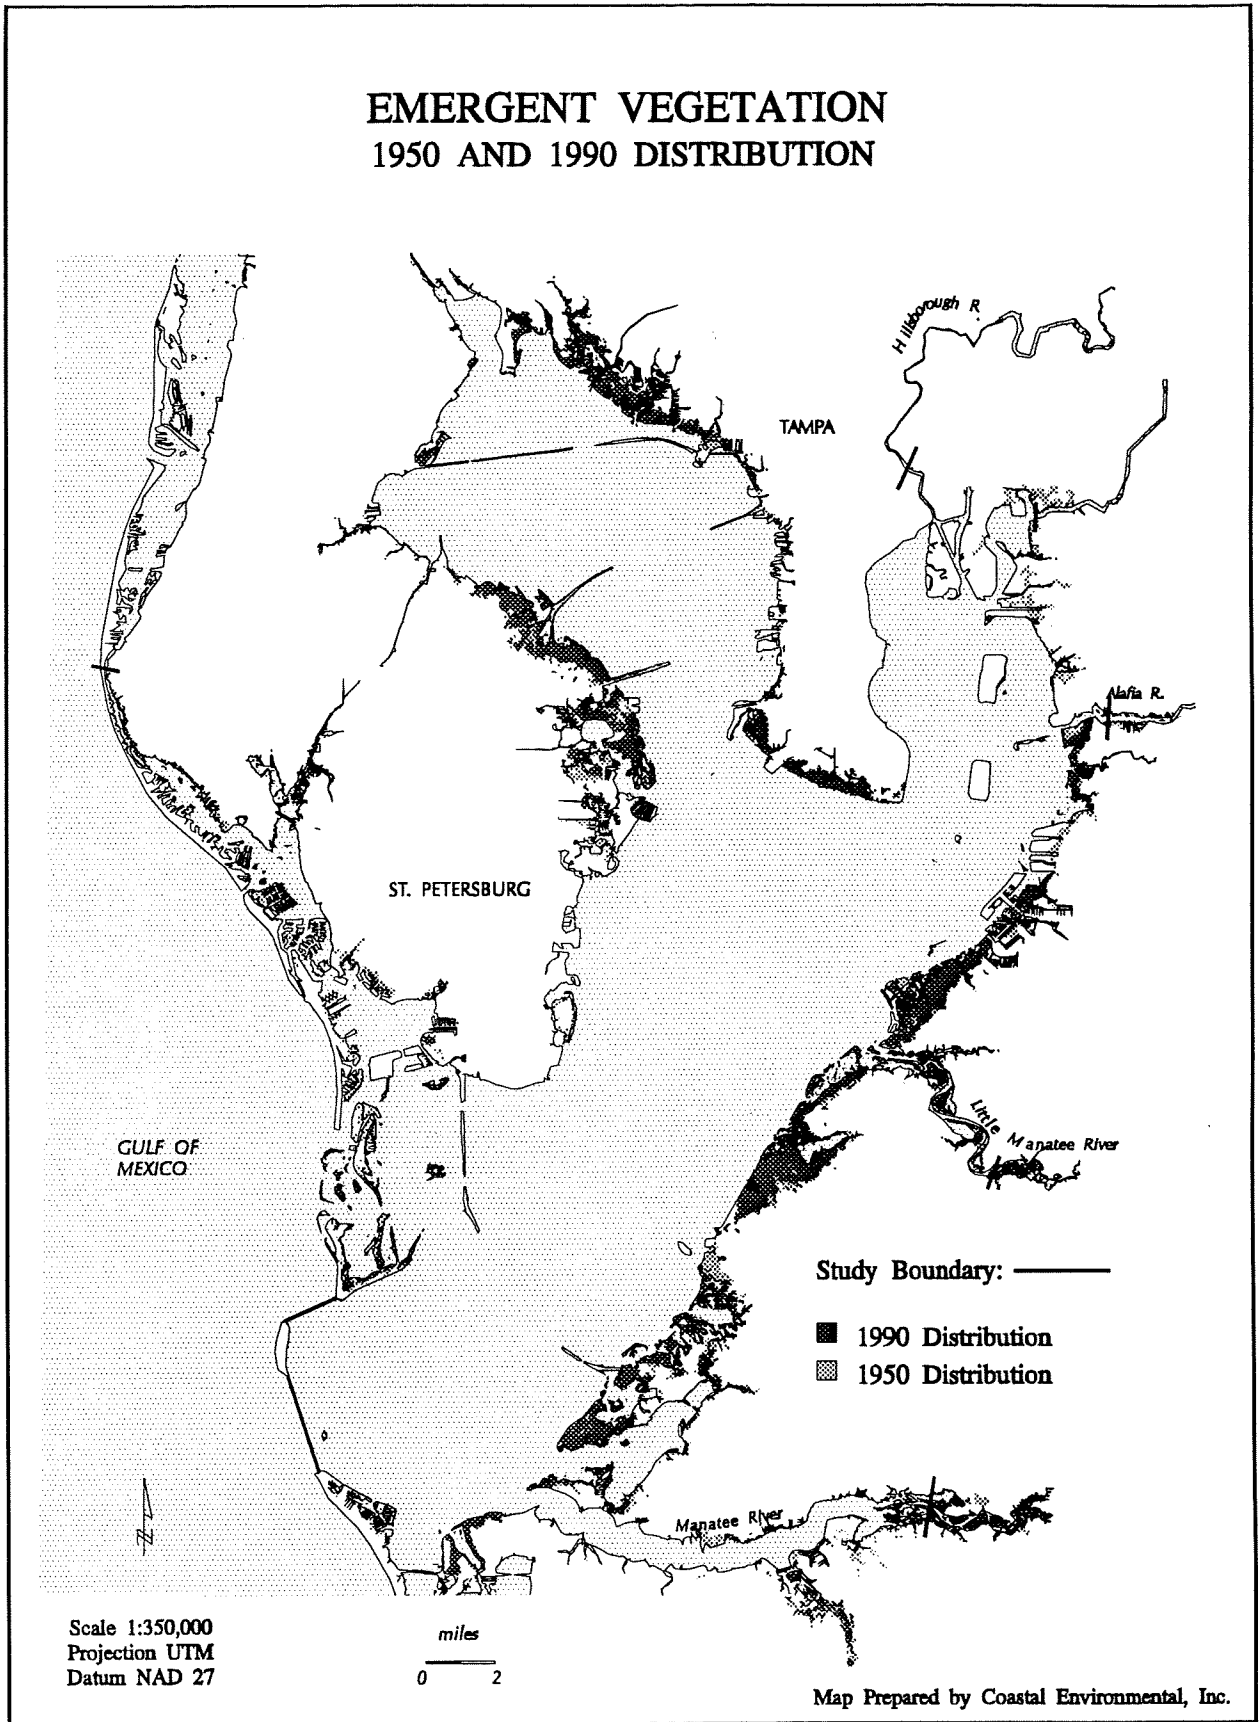 EMERGENT VEGETATION
1950 AND 1990 DISTRIBUTION
Hillsborough R.
TAMPA
Alafia R.
ST. PETERSBURG
Little Manatee River
GULF OF
MEXICO
Study Boundary:
1990 Distribution
1950 Distribution
Manatee River
N
Scale 1:350,000
Projection UTM
Datum NAD 27
miles
0 2
Map Prepared by Coastal Environmental, Inc.